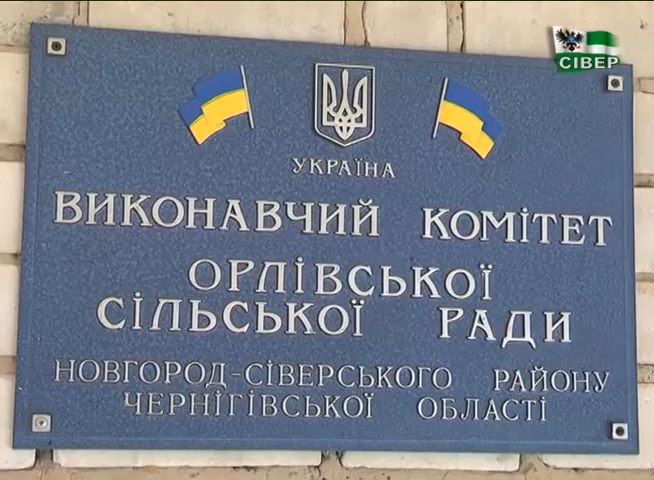 СІВЕР
УКРАЇНА
ВИКОНАВЧИЙ КОМІТЕТ
ОРЛІВСЬКОЇ
СІЛЬСЬКОЇ РАДИ
НОВГОРОД-СІВЕРСЬКОГО РАЙОНУ
ЧЕРНІГІВСЬКОЇ ОБЛАСТІ